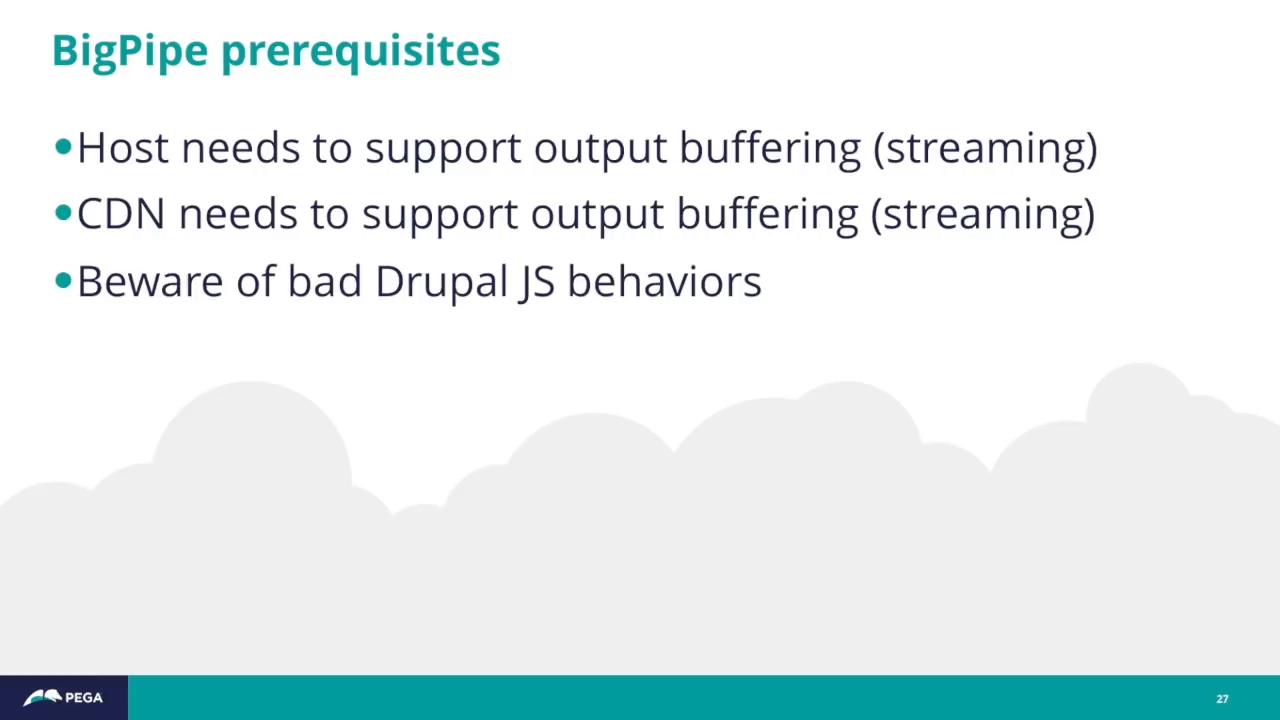 BigPipe prerequisites
•Host needs to support output buffering (streaming)
•CDN needs to support output buffering (streaming)
•Beware of bad Drupal JS behaviors
PEGA
27